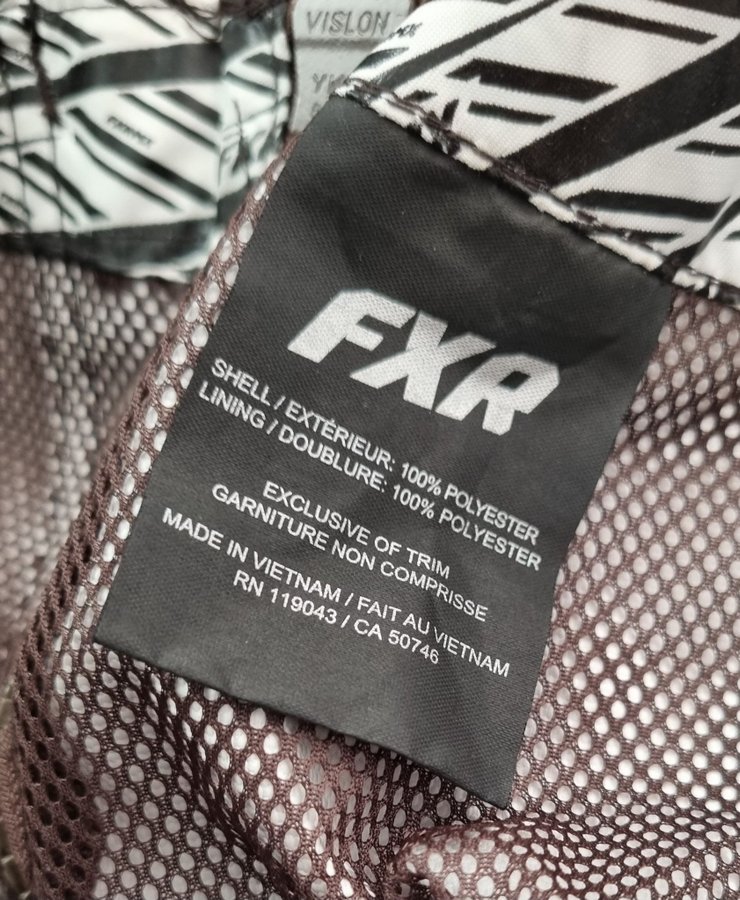 VISLON
FXR
SHELL / EXTÉRIEUR: 100% POLYESTER
LINING / DOUBLURE: 100% POLYESTER
EXCLUSIVE OF TRIM
GARNITURE NON COMPRISSE
MADE IN VIETNAM / FAIT AU VIETNAM
RN 119043 / CA 50746